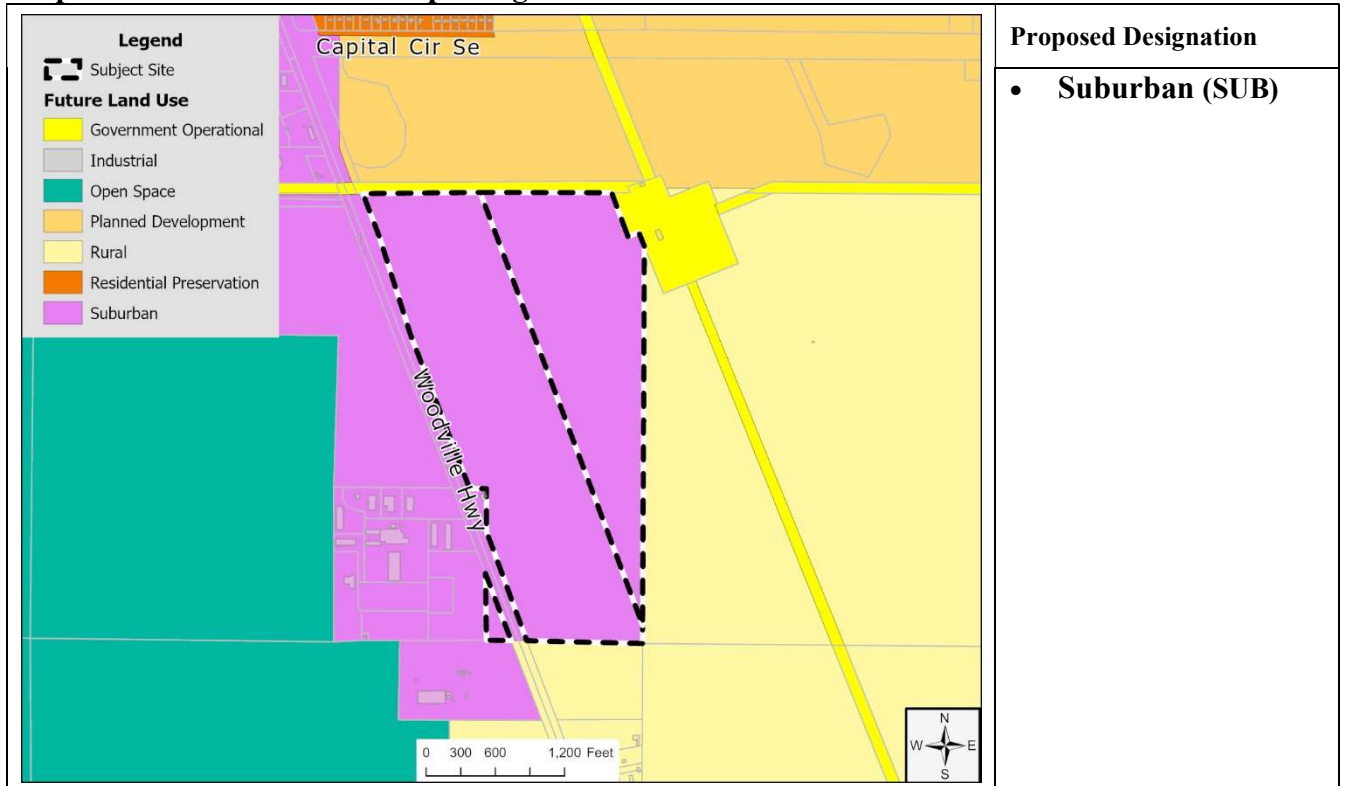 Legend
Subject Site
Future Land Use
Government Operational
Industrial
Open Space
Planned Development
Rural
Residential Preservation
Suburban
Capital Cir Se
Woodville Hwy
0 300 600 1,200 Feet
N
W E
S
Proposed Designation
• Suburban (SUB)